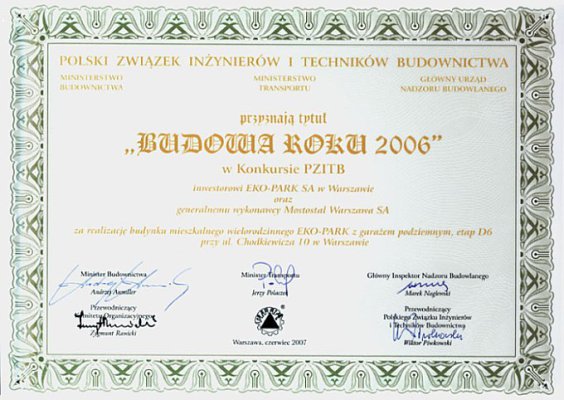 POLSKI ZWIĄZEK INŻYNIERÓW I TECHNIKÓW BUDOWNICTWA
MINISTERSTWO BUDOWNICTWA
MINISTERSTWO TRANSPORTU
GŁÓWNY URZĄD NADZORU BUDOWLANEGO
przyznają tytuł
„BUDOWA ROKU 2006”
w Konkursie PZITB
inwestorowi EKO-PARK SA w Warszawie
oraz
generalnemu wykonawcy Mostostal Warszawa SA
za realizację budynku mieszkalnego wielorodzinnego EKO-PARK z garażem podziemnym, etap D6
przy ul. Chodkiewicza 10 w Warszawie
Minister Budownictwa
Andrzej Aumiller
Minister Transportu
Jerzy Polaczek
Główny Inspektor Nadzoru Budowlanego
Marek Naglewski
Przewodniczący
Komitetu Organizacyjnego
Zygmunt Rawicki
Przewodniczący
Polskiego Związku Inżynierów
i Techników Budownictwa
Wiktor Piwkowski
Warszawa, czerwiec 2007